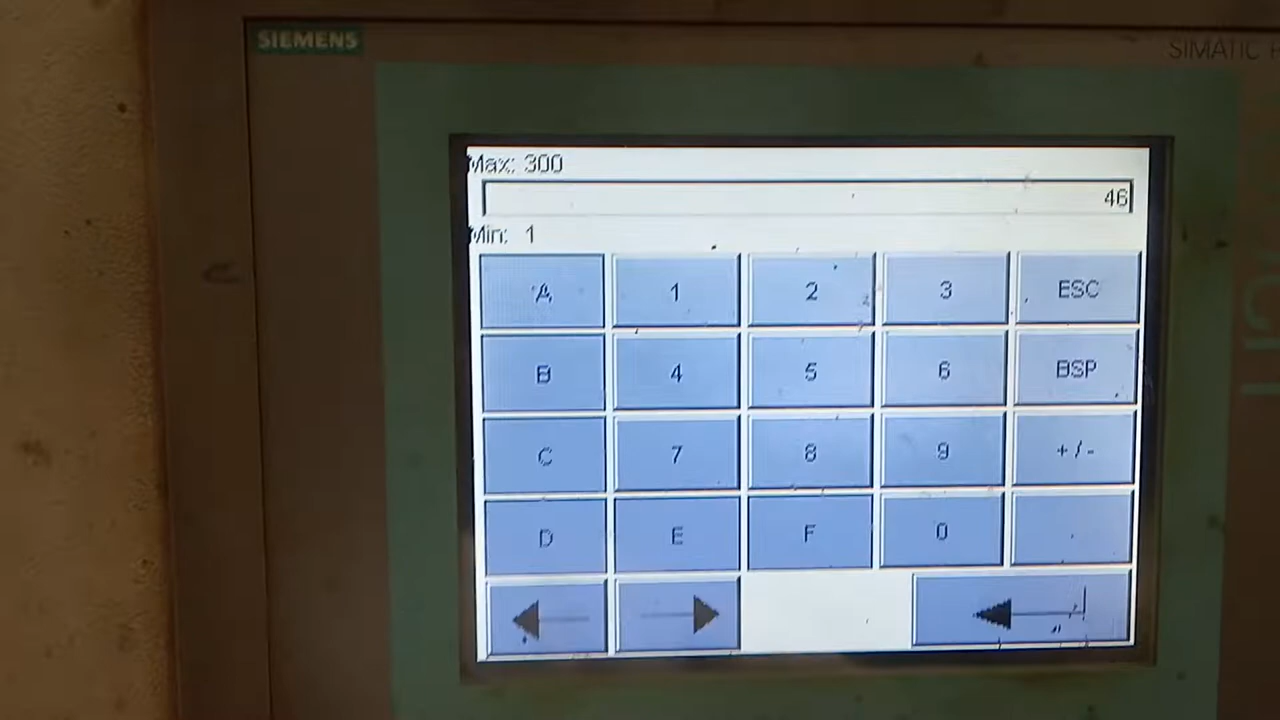 SIEMENS
SIMATIC
Max: 300
46
Min: 1
A 1 2 3 ESC
B 4 5 6 BSP
C 7 8 9 +/-
D E F 0 .